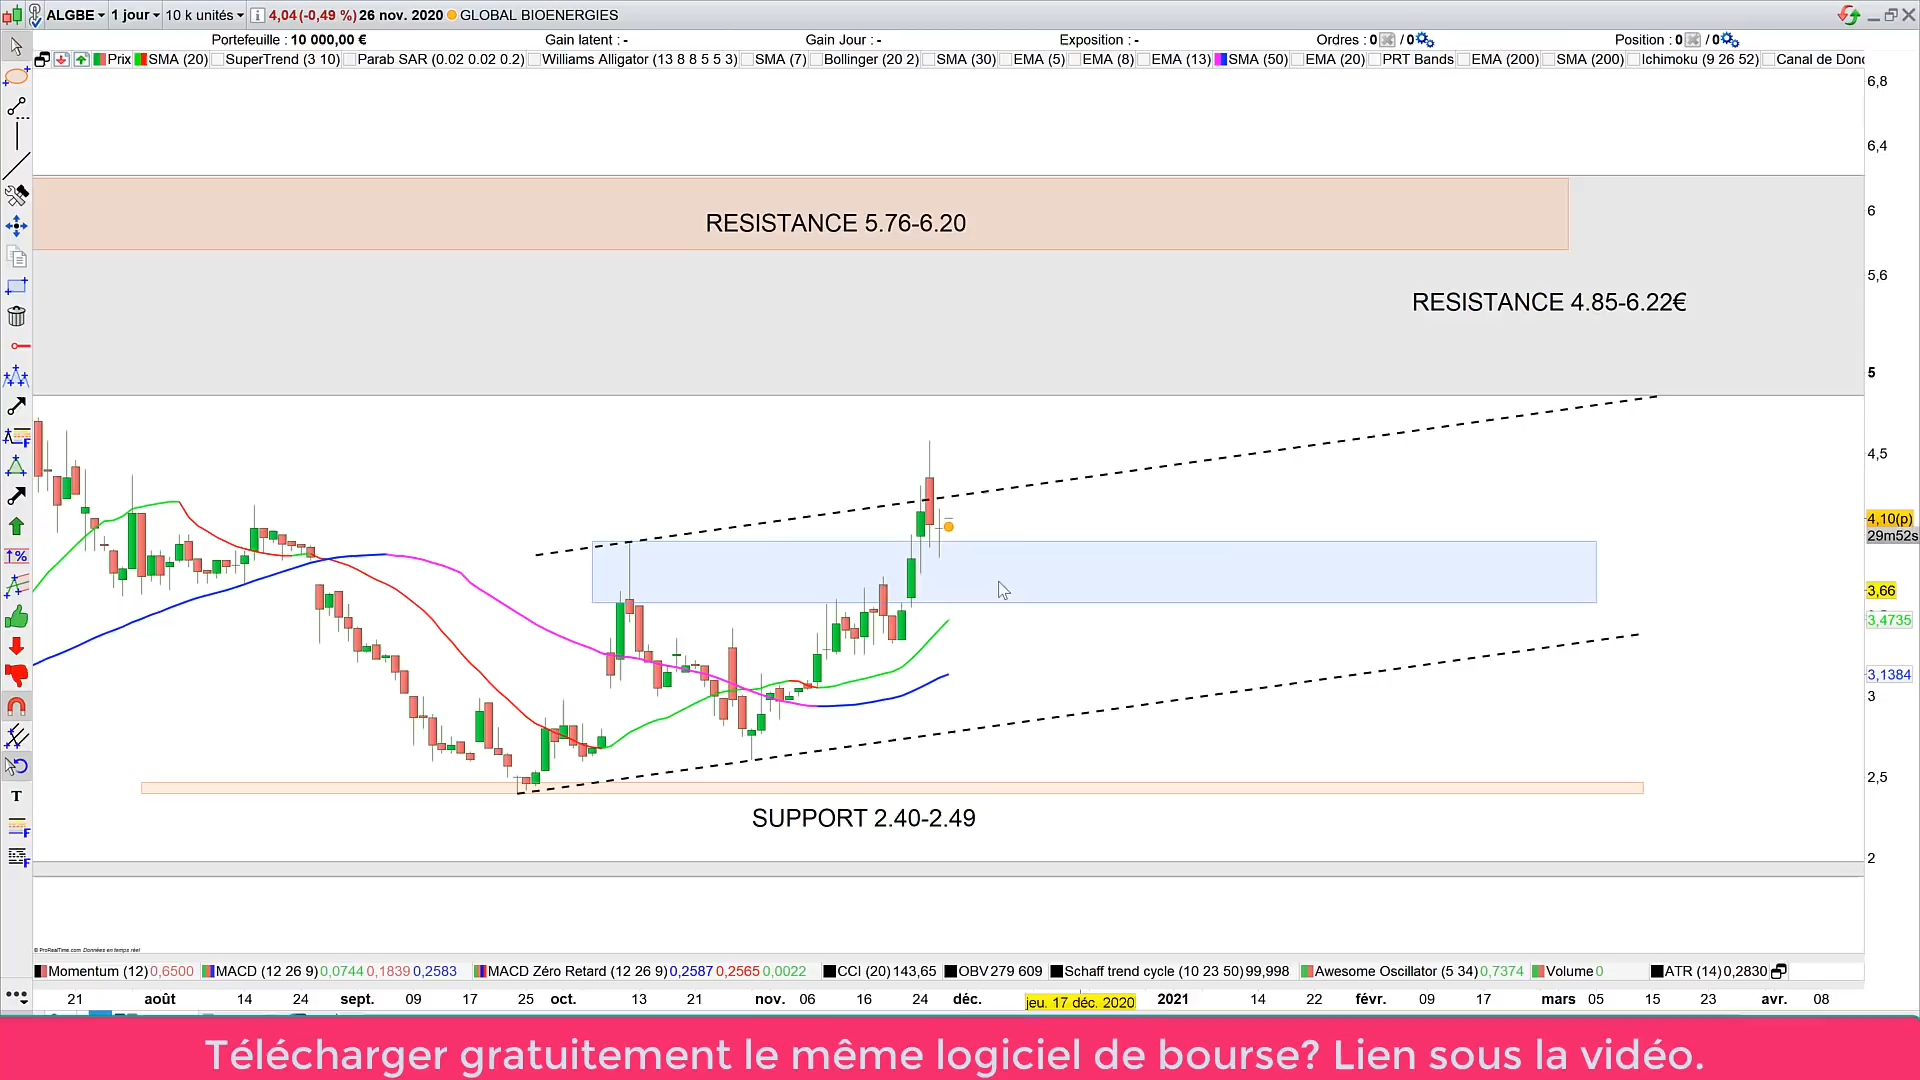 ALGBE 1 jour 10 k unités 4,04 (-0,49 %) 26 nov. 2020 GLOBAL BIOENERGIES
Portefeuille : 10 000,00 € Gain latent : - Gain Jour : - Exposition : - Ordres : 0 / 0 Position : 0 / 0
Prix SMA (20) SuperTrend (3 10) Parab SAR (0.02 0.02 0.2) Williams Alligator (13 8 8 5 5 3) SMA (7) Bollinger (20 2) SMA (30) EMA (5) EMA (8) EMA (13) SMA (50) EMA (20) PRT Bands EMA (200) SMA (200) Ichimoku (9 26 52) Canal de Donc
6,8
6,4
RESISTANCE 5.76-6.20
6
5,6
RESISTANCE 4.85-6.22€
5
4,5
4,10(p)
29m52s
3,66
3,4735
3,1384
3
2,5
SUPPORT 2.40-2.49
2
© ProRealTime.com Données en temps réel
Momentum (12) 0,6500 MACD (12 26 9) 0,0744 0,1839 0,2583 MACD Zéro Retard (12 26 9) 0,2587 0,2565 0,0022 CCI (20) 143,65 OBV 279 609 Schaff trend cycle (10 23 50) 99,998 Awesome Oscillator (5 34) 0,7374 Volume 0 ATR (14) 0,2830
21 août 14 24 sept. 09 17 25 oct. 13 21 nov. 06 16 24 déc. jeu. 17 déc. 2020 2021 14 22 févr. 09 17 mars 05 15 23 avr. 08
Télécharger gratuitement le même logiciel de bourse? Lien sous la vidéo.